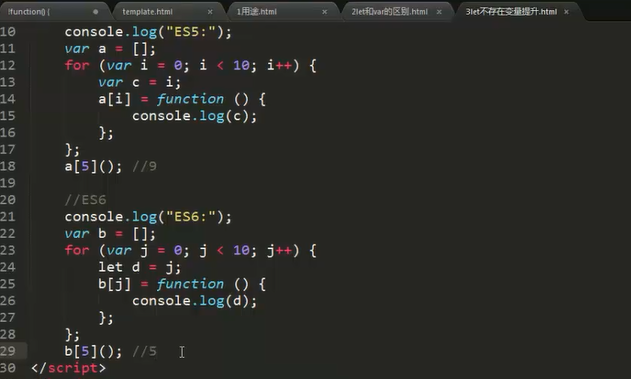 !function() {
template.html
1用途.html
2let和var的区别.html
3let不存在变量提升.html
10 console.log("ES5:");
11 var a = [];
12 for (var i = 0; i < 10; i++) {
13 var c = i;
14 a[i] = function () {
15 console.log(c);
16 };
17 };
18 a[5](); //9
19
20 //ES6
21 console.log("ES6:");
22 var b = [];
23 for (var j = 0; j < 10; j++) {
24 let d = j;
25 b[j] = function () {
26 console.log(d);
27 };
28 };
29 b[5](); //5
30 </script>